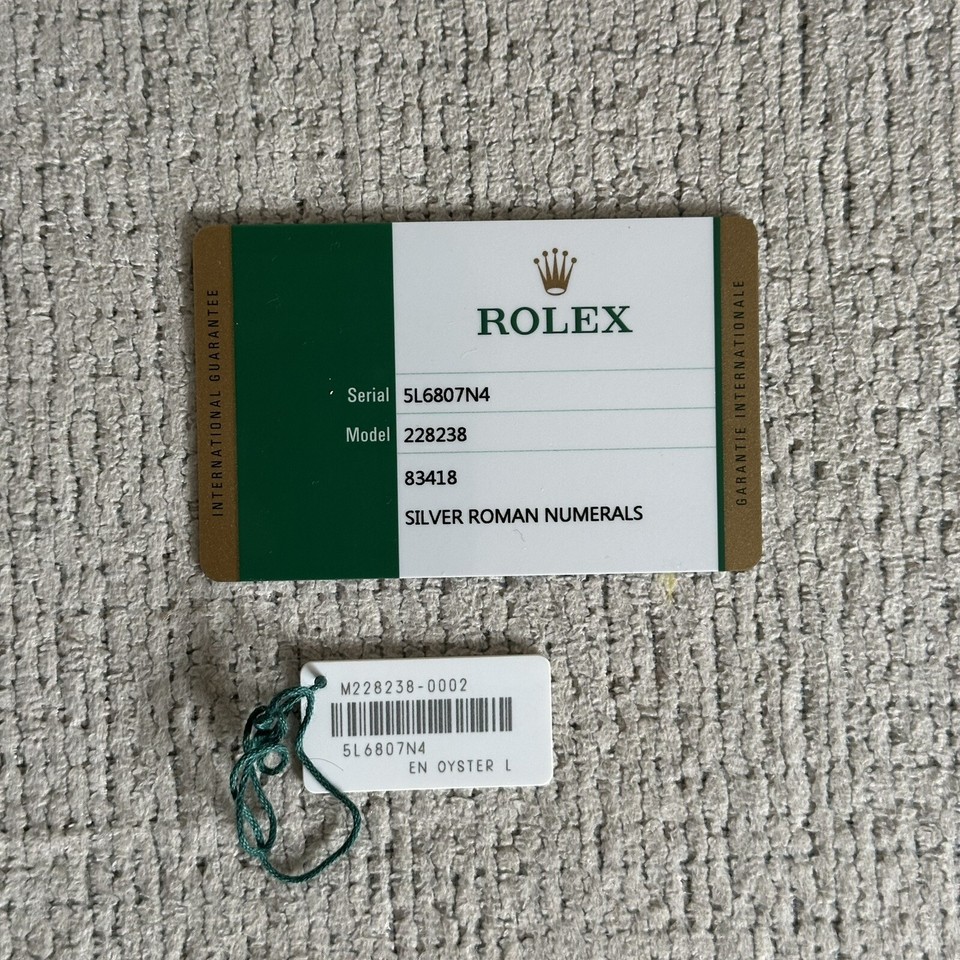 INTERNATIONAL GUARANTEE
ROLEX
Serial 5L6807N4
Model 228238
83418
SILVER ROMAN NUMERALS
GARANTIE INTERNATIONALE
M228238-0002
5L6807N4
EN OYSTER L